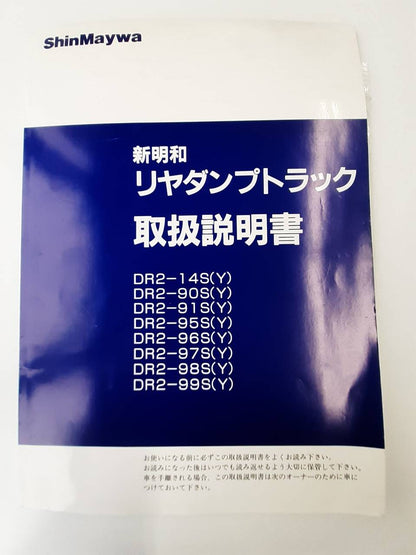 ShinMaywa
新明和
リヤダンプトラック
取扱説明書
DR2-14S(Y)
DR2-90S(Y)
DR2-91S(Y)
DR2-95S(Y)
DR2-96S(Y)
DR2-97S(Y)
DR2-98S(Y)
DR2-99S(Y)
お使いになる前に必ずこの取扱説明書をよくお読み下さい。
お読みになった後はいつでも読み返せるよう大切に保管して下さい。
車を手離される場合、この取扱説明書は次のオーナーのために車に
つけておいて下さい。